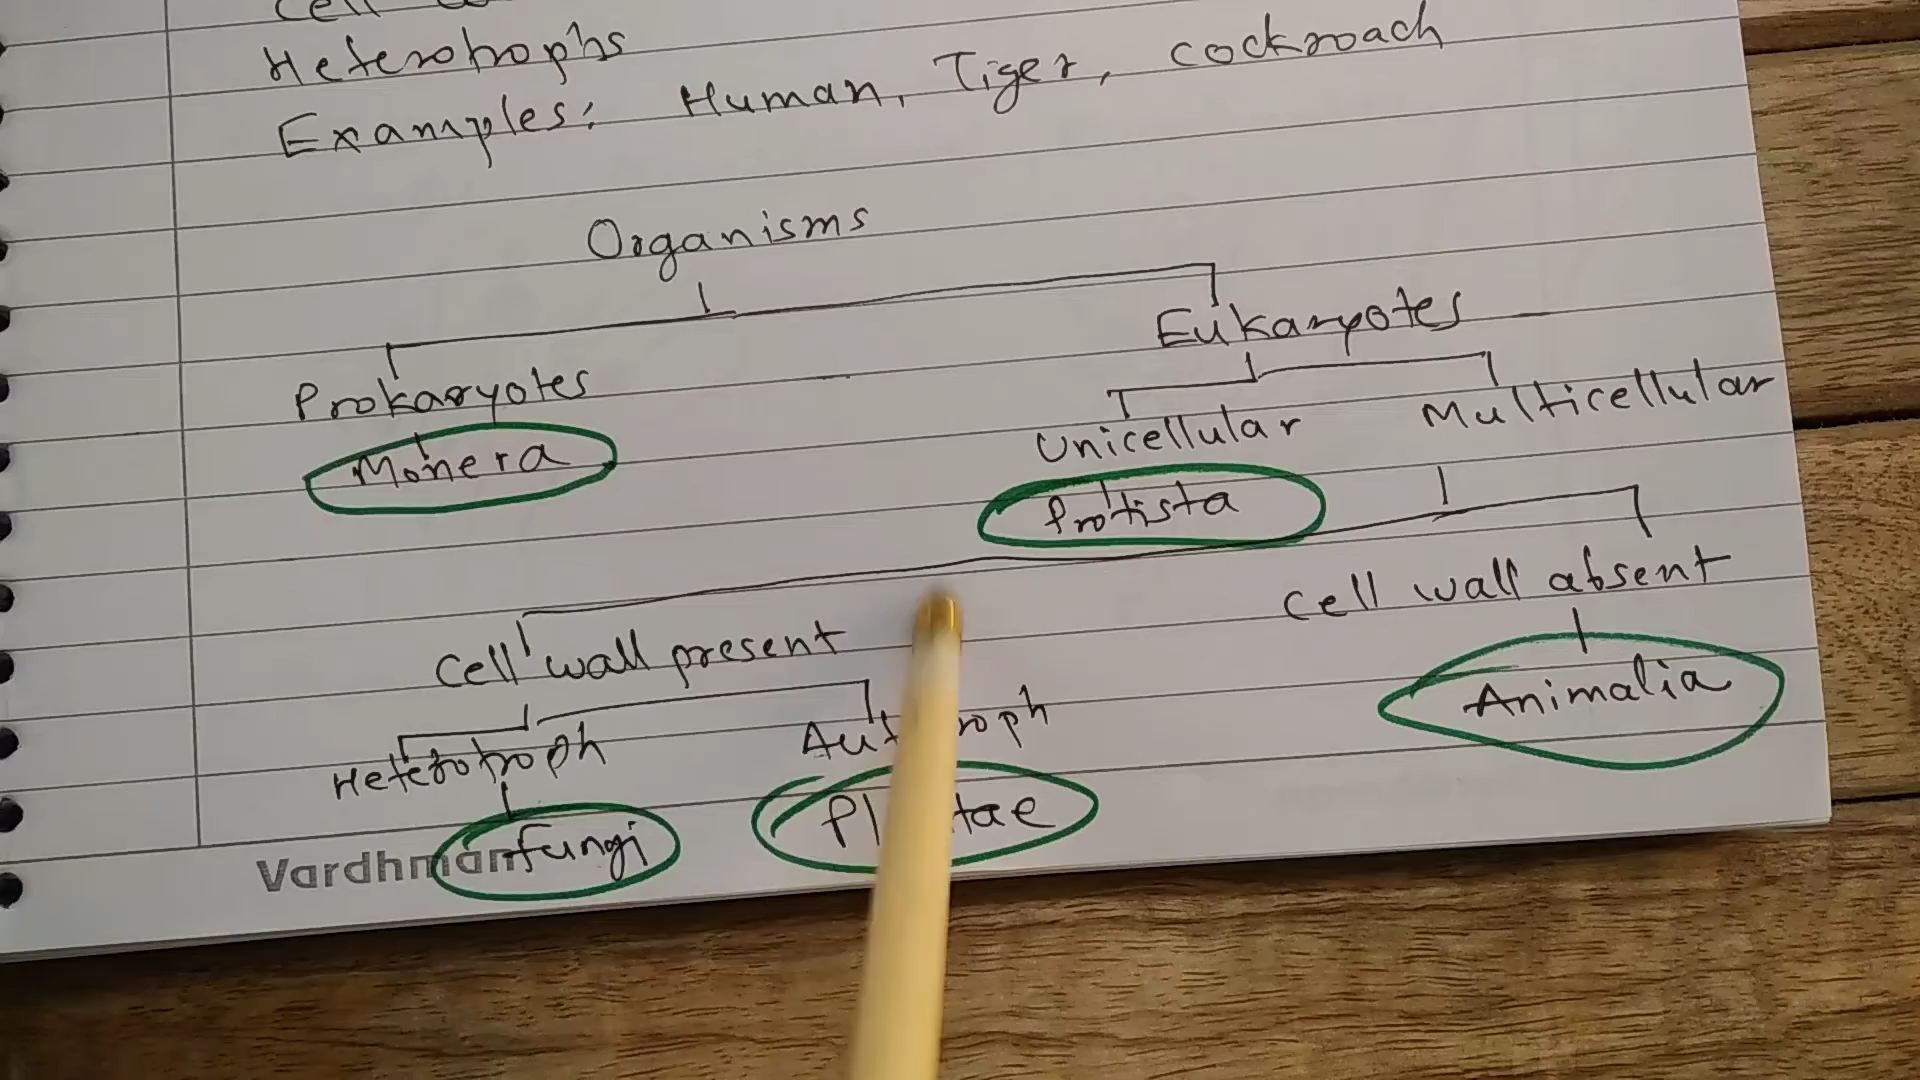 Cell
Heterotrophs
Examples: Human, Tiger, cockroach
Organisms
Prokaryotes
Monera
Eukaryotes
Unicellular Multicellular
Protista
Cell wall present
Cell wall absent
Heterotroph
Animalia
Fungi
Vardhman